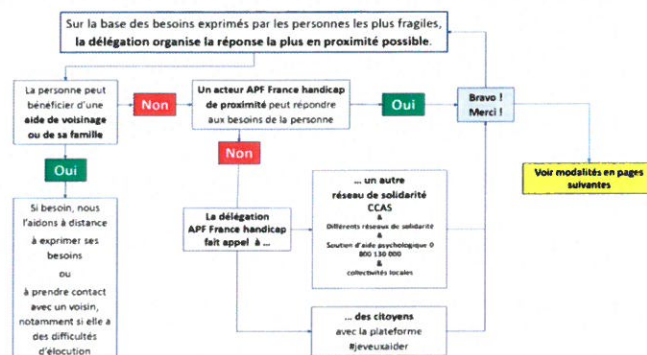 Sur la base des besoins exprimés par les personnes les plus fragiles,
la délégation organise la réponse la plus en proximité possible.
La personne peut
bénéficier d'une
aide de voisinage
ou de sa famille
Non
Un acteur APF France handicap
de proximité peut répondre
aux besoins de la personne
Oui
Bravo !
Merci !
Oui
Non
Voir modalités en pages
suivantes
Si besoin, nous
l'aidons à distance
à exprimer ses
besoins
ou
à prendre contact
avec un voisin,
notamment si elle a
des difficultés
d'élocution
La délégation
APF France handicap
fait appel à ...
... un autre
réseau de solidarité
CCAS
&
Différents réseaux de solidarité
&
Soutien d'aide psychologique 0
800 130 000
&
collectivités locales
... des citoyens
avec la plateforme
#jeveuxaider